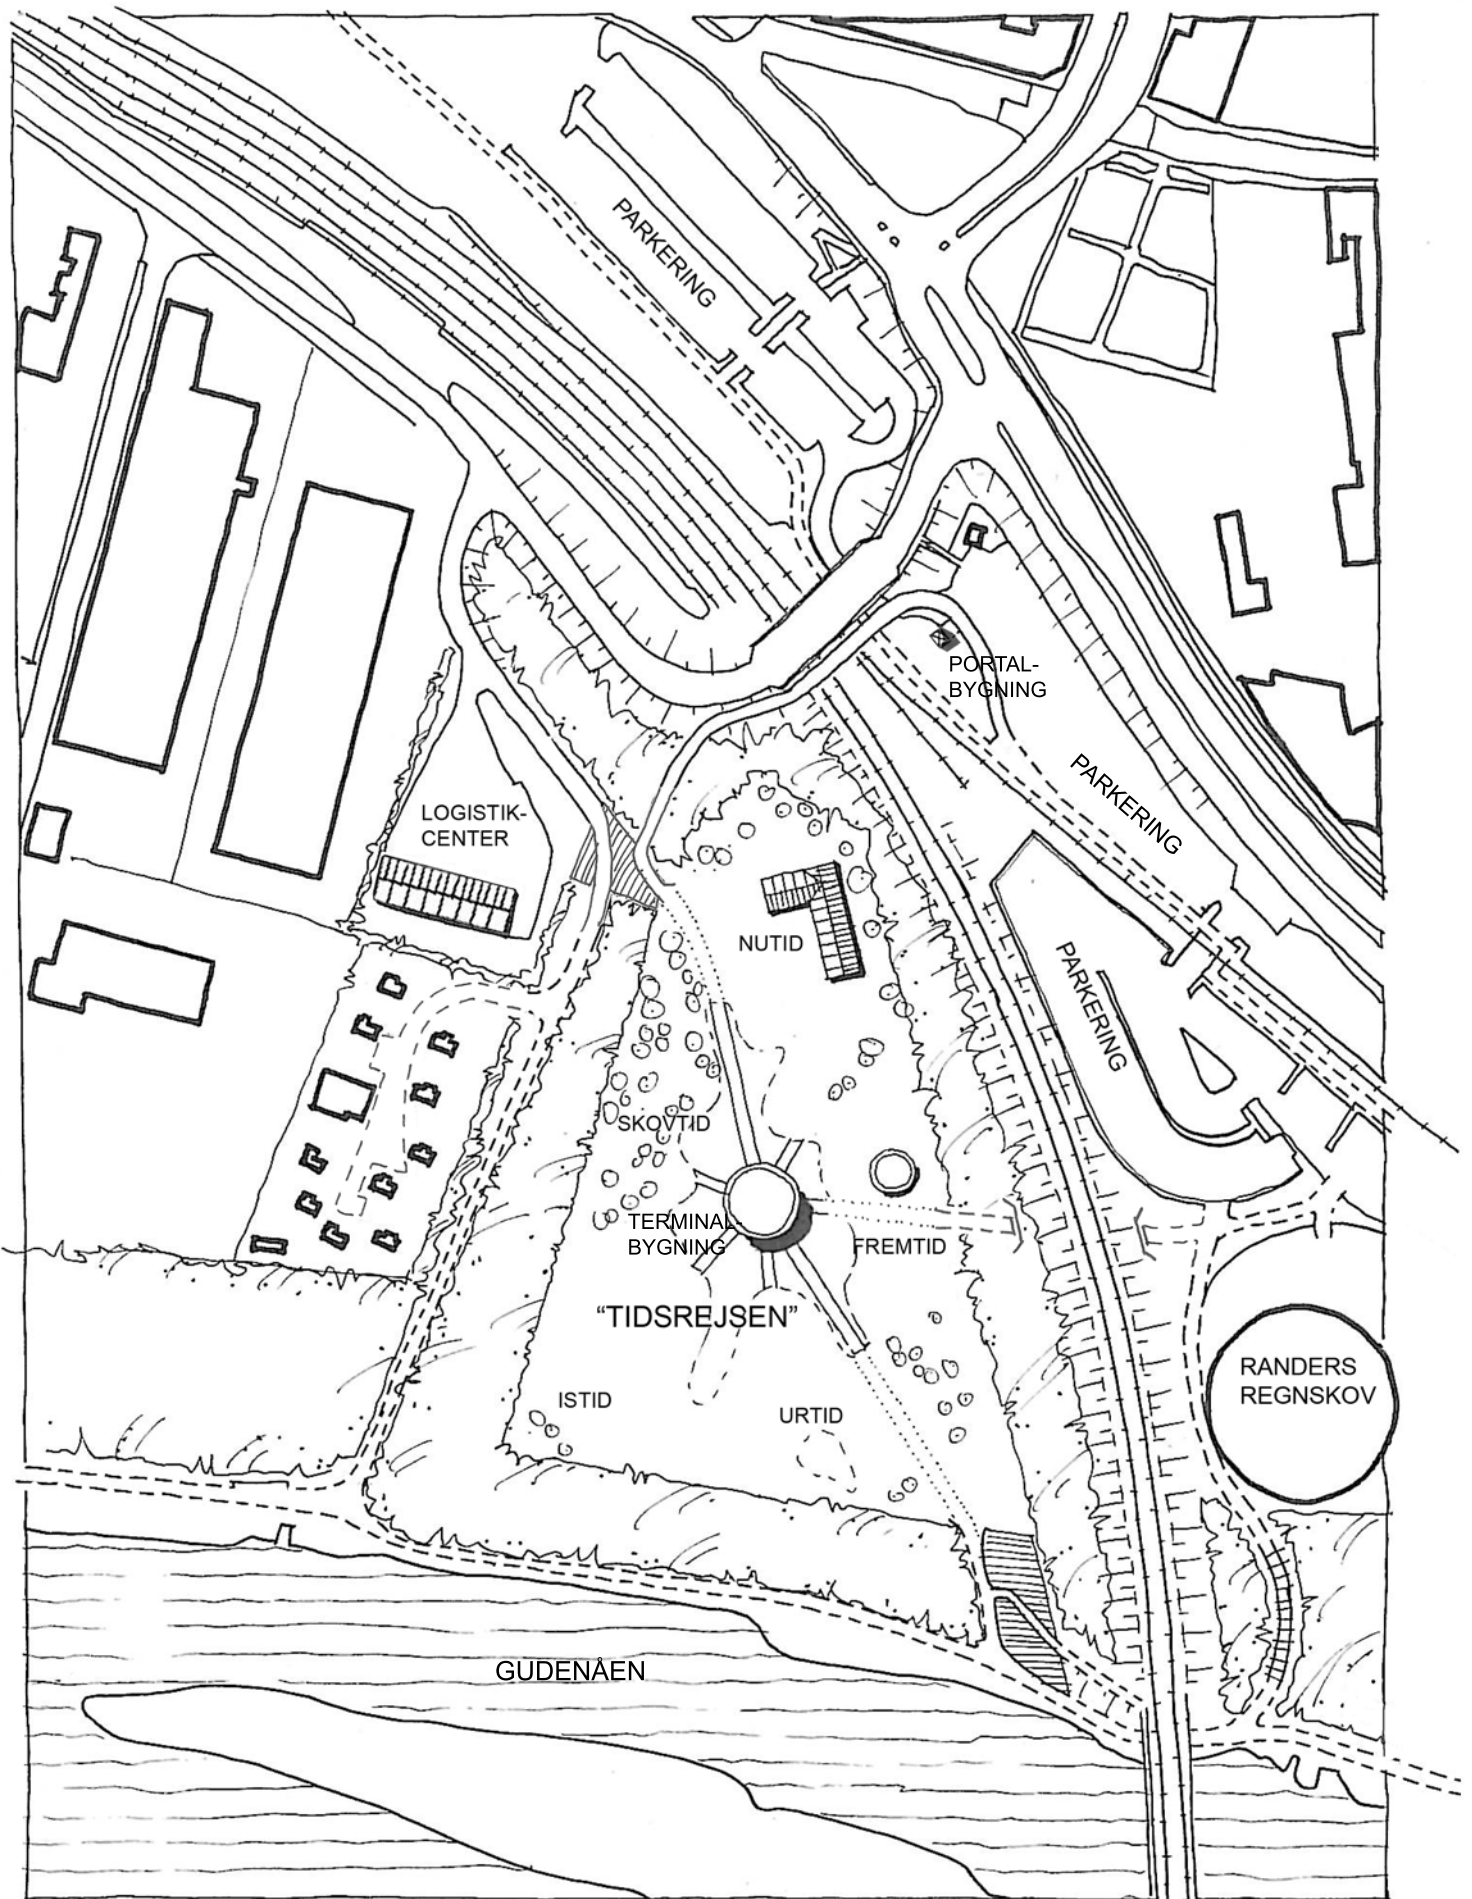 PARKERING
PORTAL-
BYGNING
PARKERING
LOGISTIK-
CENTER
NUTID
PARKERING
SKOVTID
TERMINAL-
BYGNING
FREMTID
“TIDSREJSEN”
RANDERS
REGNSKOV
ISTID
URTID
GUDENÅEN